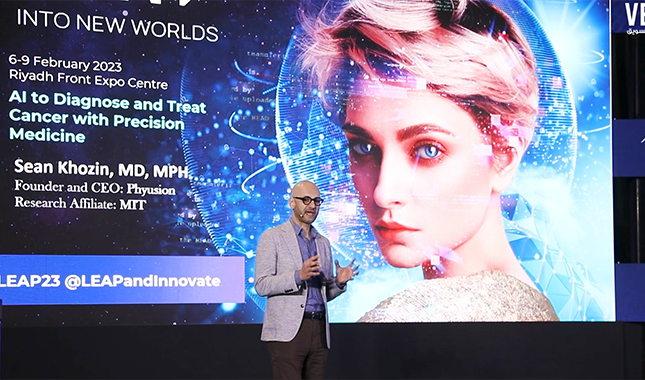 INTO NEW WORLDS
6-9 February 2023
Riyadh Front Expo Centre
AI to Diagnose and Treat
Cancer with Precision
Medicine
Sean Khozin, MD, MPH
Founder and CEO: Phyusion
Research Affiliate: MIT
LEAP23 @LEAPandInnovate
VE